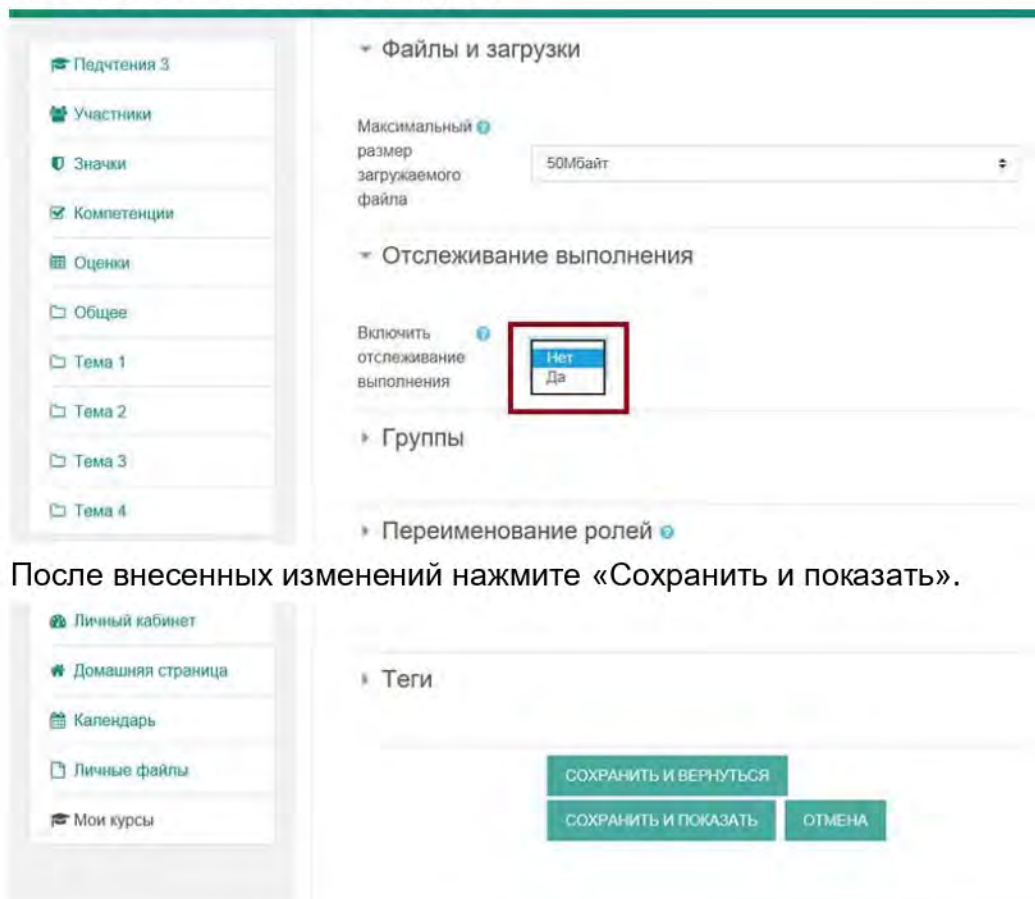 Педчтения 3
Участники
Значки
Компетенции
Оценки
Общее
Тема 1
Тема 2
Тема 3
Тема 4
Файлы и загрузки
Максимальный
размер
загружаемого
файла
50Мбайт
Отслеживание выполнения
Включить
отслеживание
выполнения
Нет
Да
Группы
Переименование ролей
После внесенных изменений нажмите «Сохранить и показать».
Личный кабинет
Домашняя страница
Календарь
Личные файлы
Мои курсы
Теги
СОХРАНИТЬ И ВЕРНУТЬСЯ
СОХРАНИТЬ И ПОКАЗАТЬ
ОТМЕНА